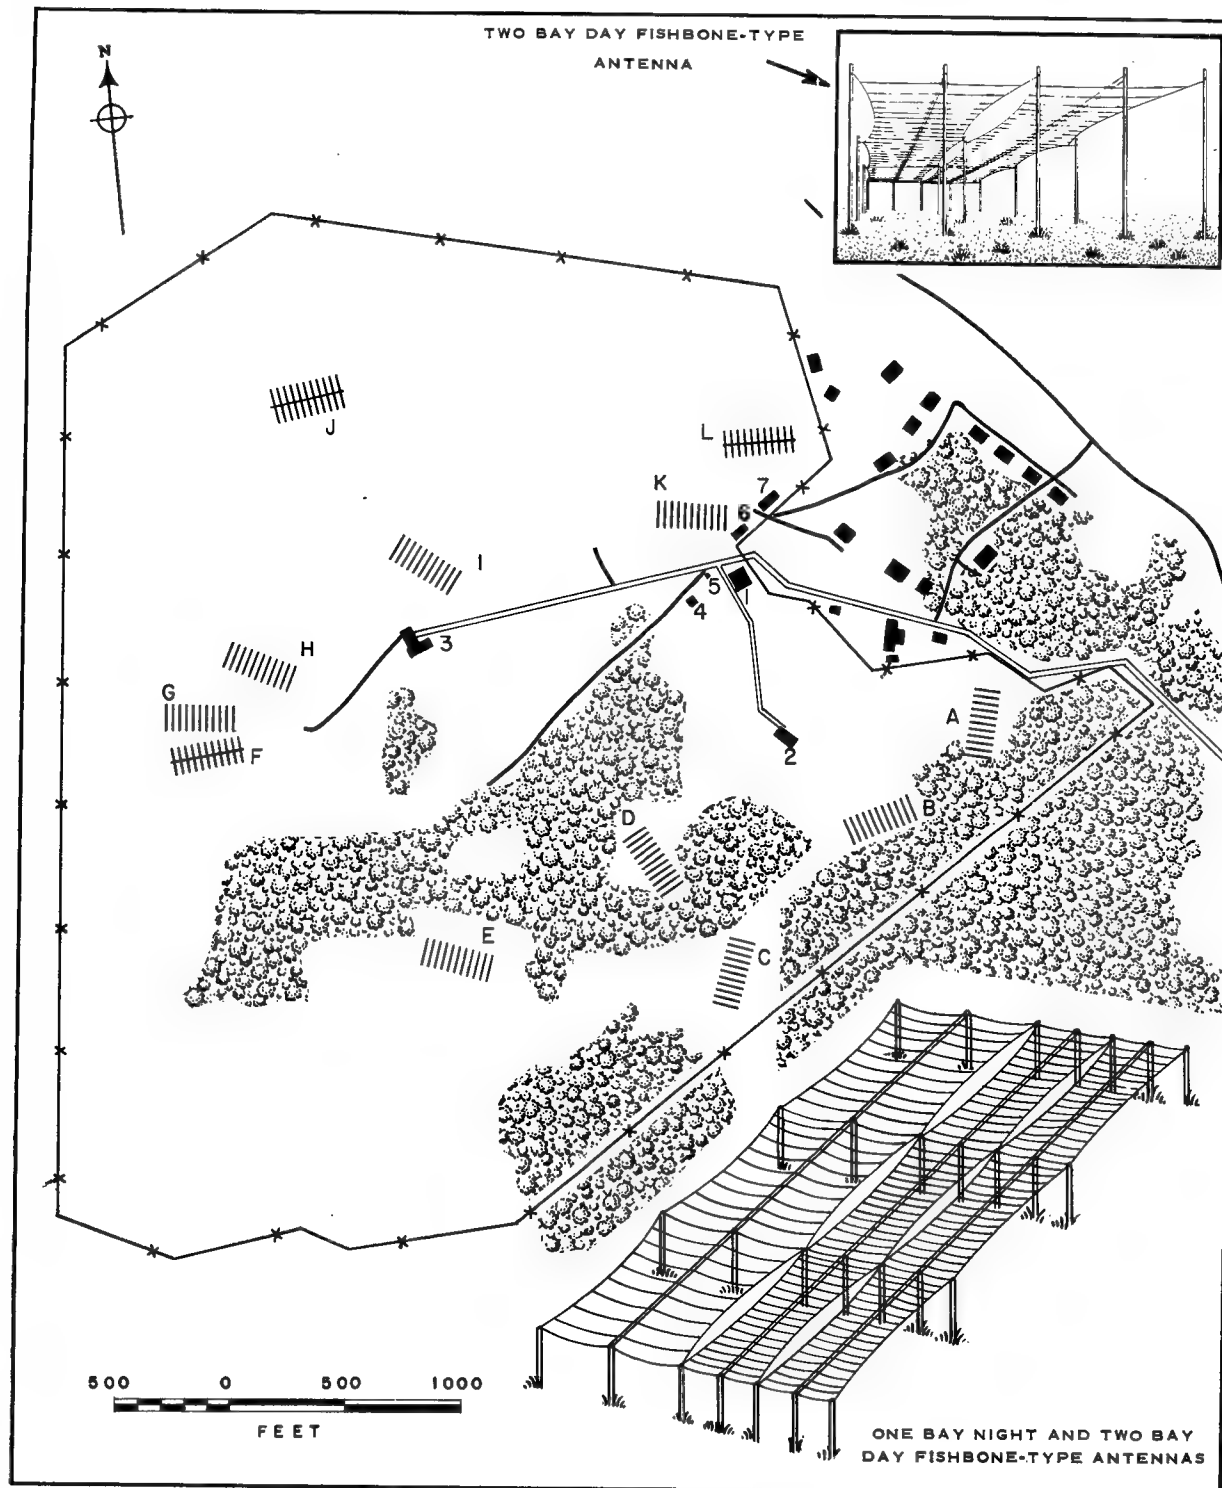 TWO BAY DAY FISHBONE-TYPE
ANTENNA
N
J
L
K
7
6
I
5
1
4
3
H
G
F
A
2
B
D
E
C
500 0 500 1000
FEET
ONE BAY NIGHT AND TWO BAY
DAY FISHBONE-TYPE ANTENNAS